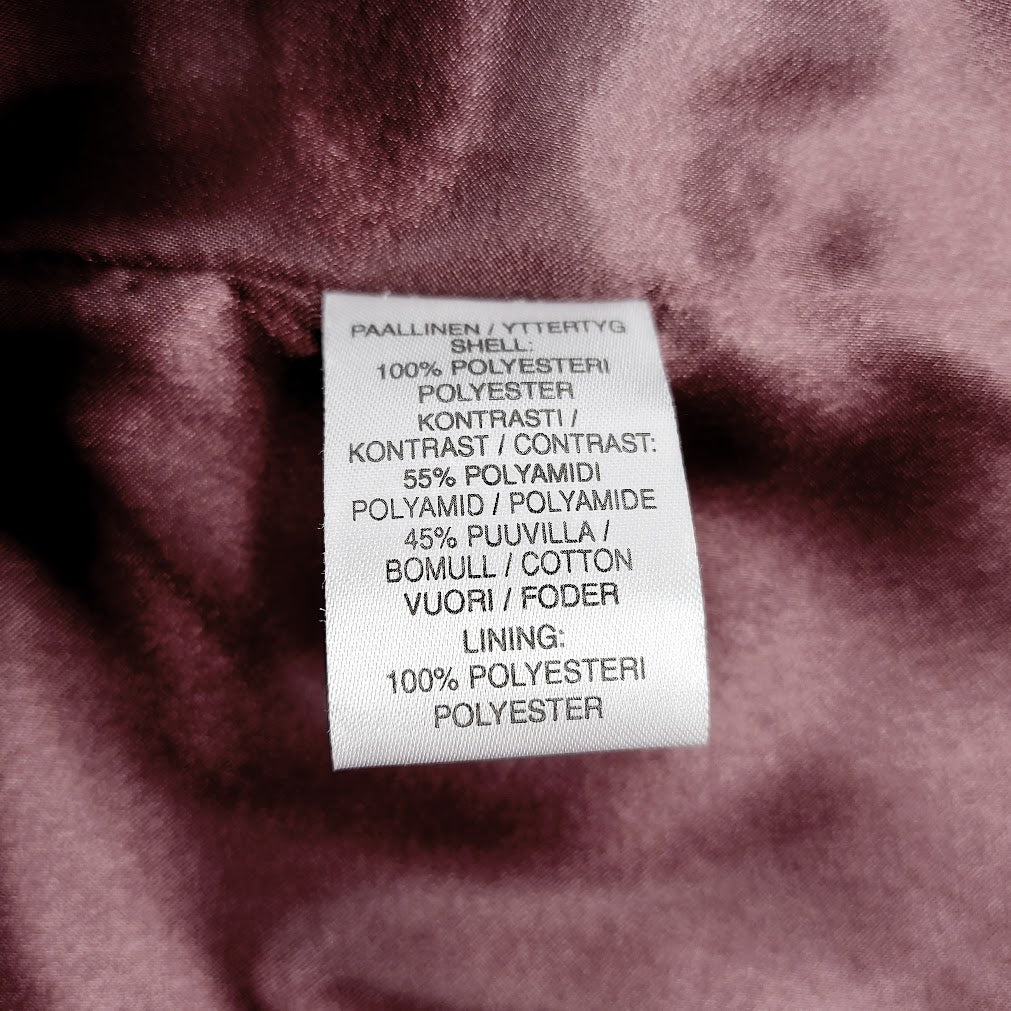 PAALLINEN / YTTERTYG
SHELL:
100% POLYESTERI
POLYESTER
KONTRASTI /
KONTRAST / CONTRAST:
55% POLYAMIDI
POLYAMID / POLYAMIDE
45% PUUVILLA /
BOMULL / COTTON
VUORI / FODER
LINING:
100% POLYESTERI
POLYESTER